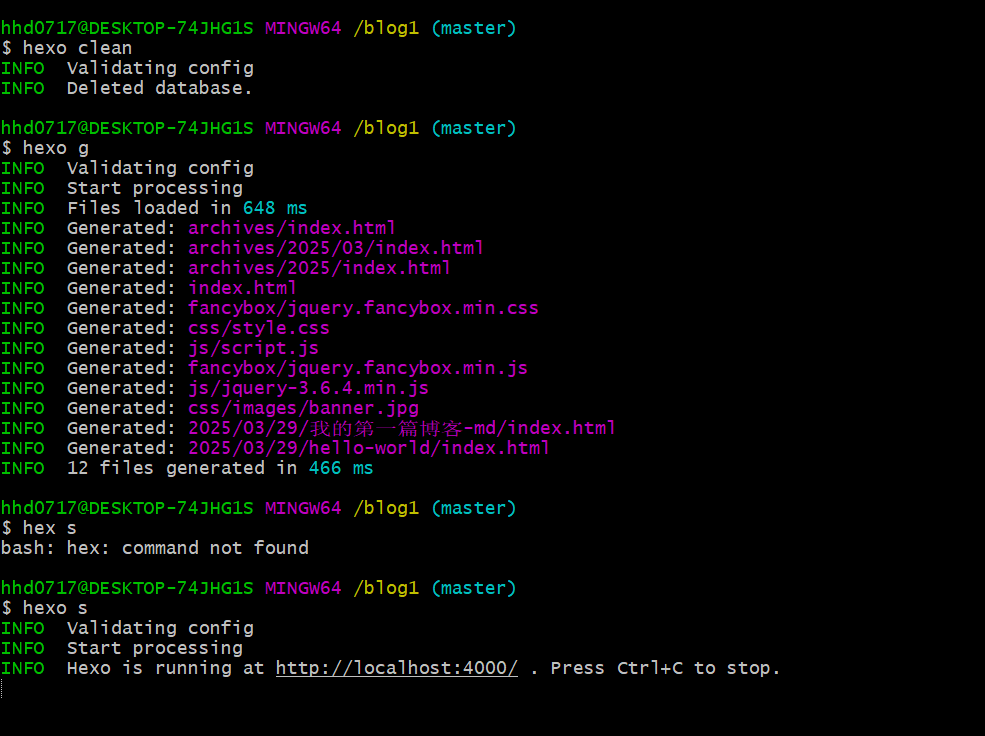 hhd0717@DESKTOP-74JHG1S MINGW64 /blog1 (master)
$ hexo clean
INFO  Validating config
INFO  Deleted database.
hhd0717@DESKTOP-74JHG1S MINGW64 /blog1 (master)
$ hexo g
INFO  Validating config
INFO  Start processing
INFO  Files loaded in 648 ms
INFO  Generated: archives/index.html
INFO  Generated: archives/2025/03/index.html
INFO  Generated: archives/2025/index.html
INFO  Generated: index.html
INFO  Generated: fancybox/jquery.fancybox.min.css
INFO  Generated: css/style.css
INFO  Generated: js/script.js
INFO  Generated: fancybox/jquery.fancybox.min.js
INFO  Generated: js/jquery-3.6.4.min.js
INFO  Generated: css/images/banner.jpg
INFO  Generated: 2025/03/29/我的第一篇博客-md/index.html
INFO  Generated: 2025/03/29/hello-world/index.html
INFO  12 files generated in 466 ms
hhd0717@DESKTOP-74JHG1S MINGW64 /blog1 (master)
$ hex s
bash: hex: command not found
hhd0717@DESKTOP-74JHG1S MINGW64 /blog1 (master)
$ hexo s
INFO  Validating config
INFO  Start processing
INFO  Hexo is running at http://localhost:4000/ . Press Ctrl+C to stop.